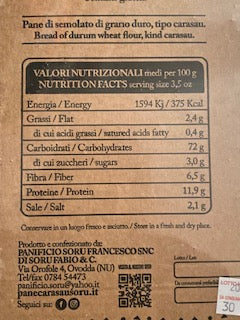 Pane di semolato di grano duro, tipo carasau.
Bread of durum wheat flour, kind carasau.
VALORI NUTRIZIONALI medi per 100 g
NUTRITION FACTS serving size 3,5 oz
Energia / Energy 1594 Kj / 375 Kcal
Grassi / Flat 2,4 g
di cui acidi grassi / satured acids fatty 0,4 g
Carboidrati / Carbohydrates 72 g
di cui zuccheri / sugars 3,0 g
Fibra / Fiber 6,5 g
Proteine / Protein 11,9 g
Sale / Salt 2,1 g
Conservare in un luogo fresco e asciutto. / Store in a fresh and dry place.
Prodotto e confezionato da:
PANIFICIO SORU FRANCESCO SNC
DI SORU FABIO & C.
Via Orofole 4, Ovodda (NU)
Tel/fax 0784 54473
panificio.soru@yahoo.it
panecarasausoru.it
Seguici su:
Lotto / Lot:
LOTTO
30